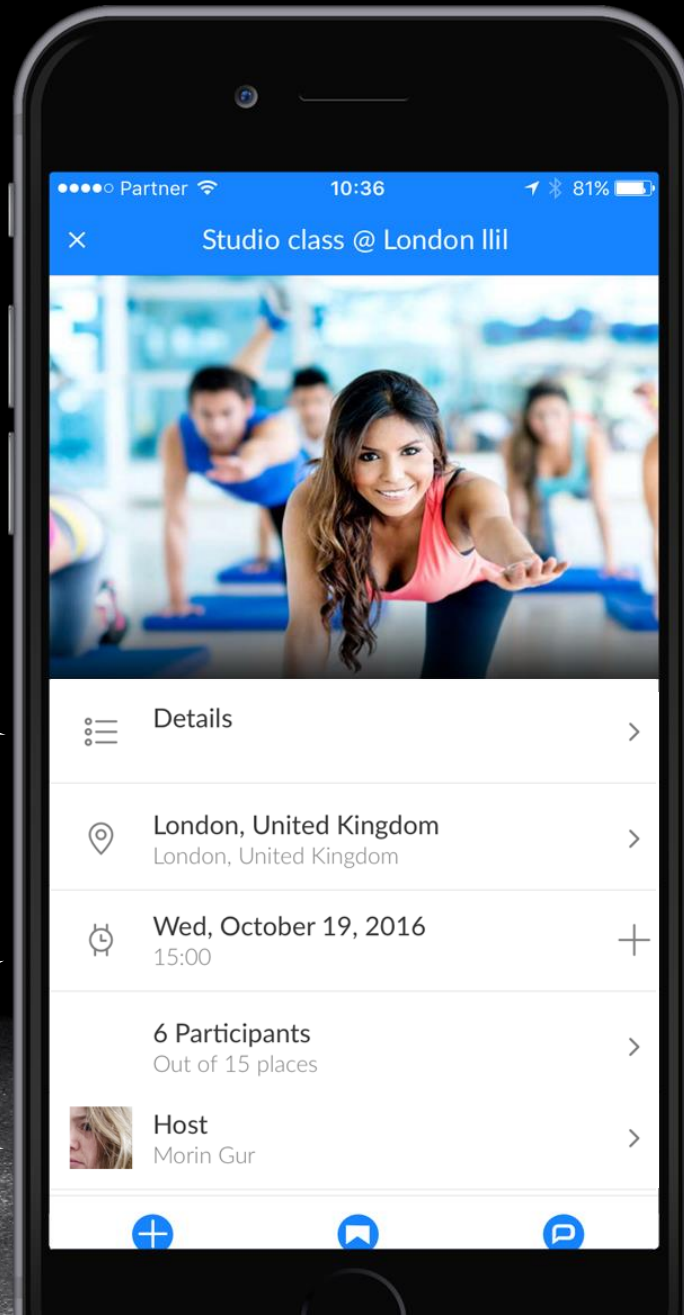 Partner
10:36
81%
Studio class @ London llil
Details
London, United Kingdom
London, United Kingdom
Wed, October 19, 2016
15:00
6 Participants
Out of 15 places
Host
Morin Gur